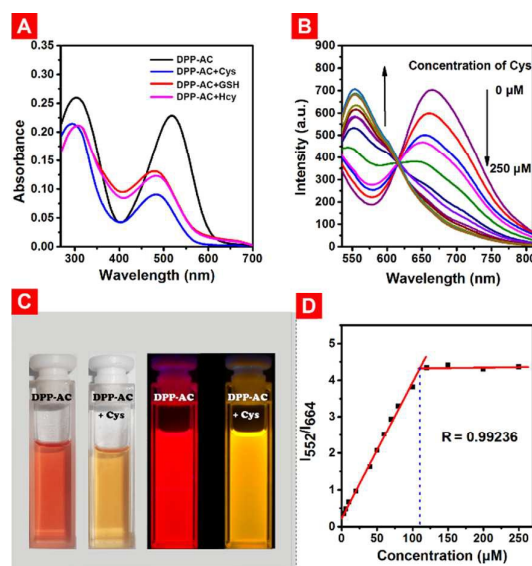 A
DPP-AC
DPP-AC+Cys
DPP-AC+GSH
DPP-AC+Hcy
0.35
0.30
0.25
0.20
0.15
0.10
0.05
0.00
Absorbance
300 400 500 600 700
Wavelength (nm)
B
Concentration of Cys
0 μM
250 μM
900
800
700
600
500
400
300
200
100
0
Intensity (a.u.)
550 600 650 700 750 800
Wavelength (nm)
C
DPP-AC
DPP-AC
+ Cys
DPP-AC
DPP-AC
+ Cys
D
6
5
4
3
2
1
0
I552/I664
R = 0.99236
0 50 100 150 200 250
Concentration (μM)